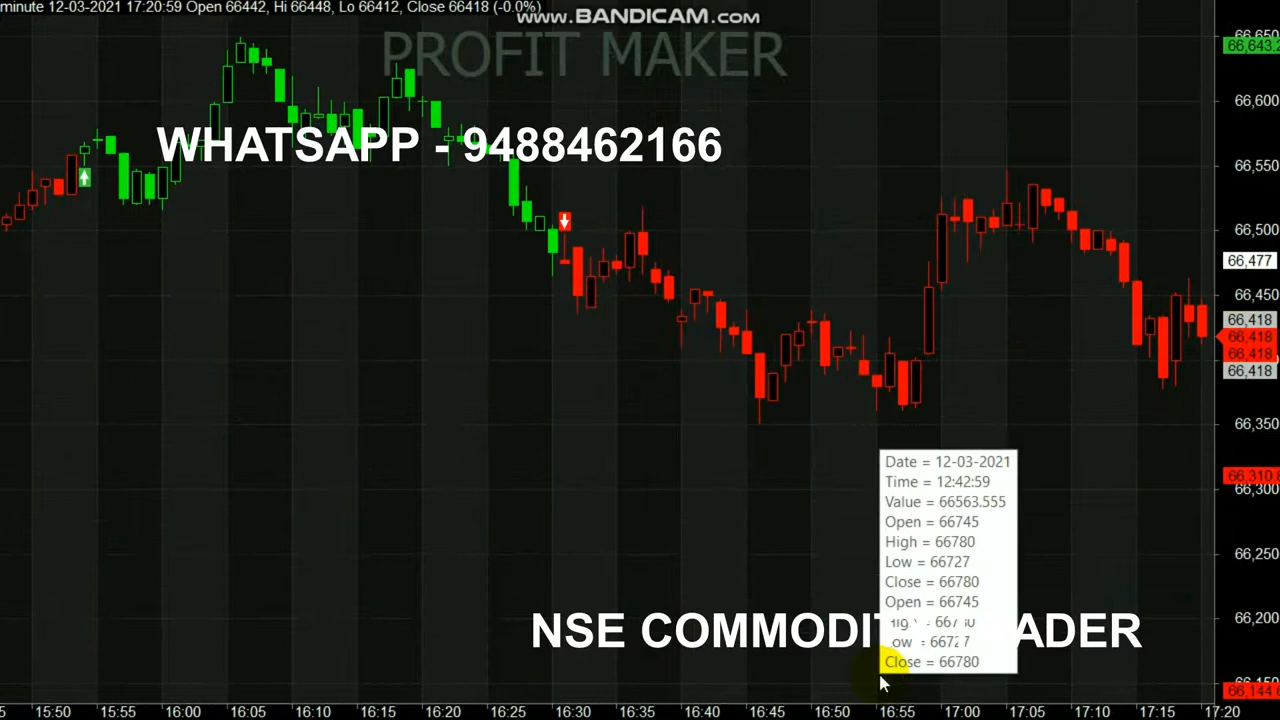 minute 12-03-2021 17:20:59 Open 66442, Hi 66448, Lo 66412, Close 66418 (-0.0%)
www.BANDICAM.com
PROFIT MAKER
WHATSAPP - 9488462166
66,643.2
66,600
66,550
66,500
66,477
66,450
66,418
66,418
66,418
66,418
66,350
66,310.8
66,300
66,250
66,200
66,144.6
Date = 12-03-2021
Time = 12:42:59
Value = 66563.555
Open = 66745
High = 66780
Low = 66727
Close = 66780
Open = 66745
Close = 66780
NSE
15:50 15:55 16:00 16:05 16:10 16:15 16:20 16:25 16:30 16:35 16:40 16:45 16:50 16:55 17:00 17:05 17:10 17:15 17:20